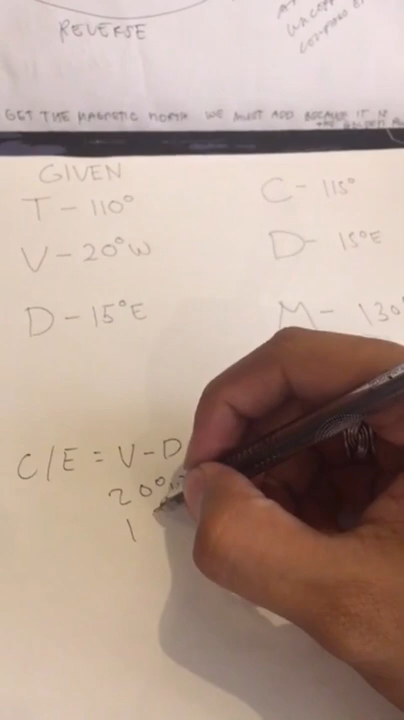 REVERSE
GET THE MAGNETIC NORTH WE MUST ADD BECAUSE IT IS
GIVEN
T - 110°
C - 115°
V - 20°W
D - 15°E
D - 15°E
M - 130
C/E = V - D
20°
1